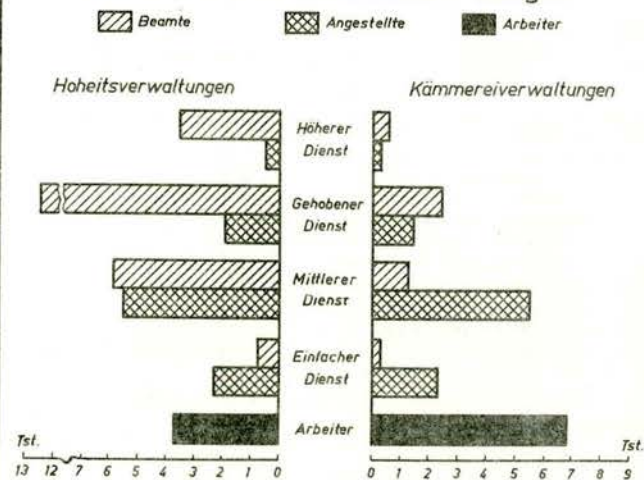 Beamte Angestellte Arbeiter
Hoheitsverwaltungen Kämmereiverwaltungen
Höherer
Dienst
Gehobener
Dienst
Mittlerer
Dienst
Einfacher
Dienst
Arbeiter
Tst. Tst.
13 12 7 6 5 4 3 2 1 0 0 1 2 3 4 5 6 7 8 9